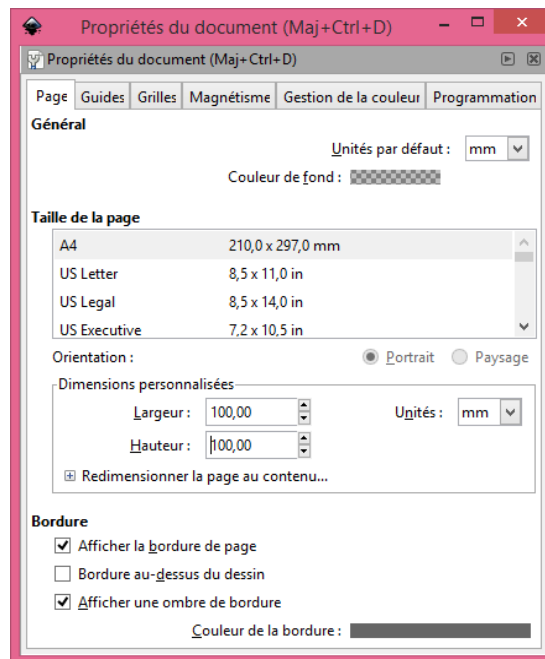 Propriétés du document (Maj+Ctrl+D)
Propriétés du document (Maj+Ctrl+D)
Page Guides Grilles Magnétisme Gestion de la couleur Programmation
Général
Unités par défaut : mm
Couleur de fond :
Taille de la page
A4 210,0 x 297,0 mm
US Letter 8,5 x 11,0 in
US Legal 8,5 x 14,0 in
US Executive 7,2 x 10,5 in
Orientation : Portrait Paysage
Dimensions personnalisées
Largeur : 100,00 Unités : mm
Hauteur : 100,00
Redimensionner la page au contenu...
Bordure
Afficher la bordure de page
Bordure au-dessus du dessin
Afficher une ombre de bordure
Couleur de la bordure :